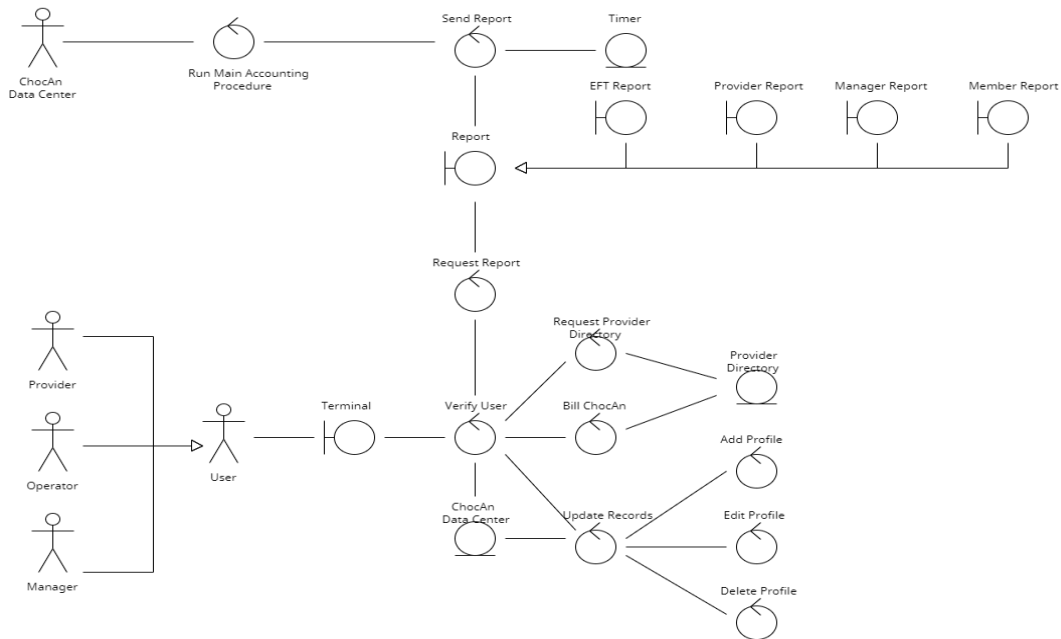 Send Report
Timer
ChocAn
Data Center
Run Main Accounting
Procedure
EFT Report
Provider Report
Manager Report
Member Report
Report
Request Report
Request Provider
Directory
Provider
Directory
Provider
Terminal
Verify User
Bill ChocAn
Add Profile
Operator
User
ChocAn
Data Center
Update Records
Edit Profile
Manager
Delete Profile